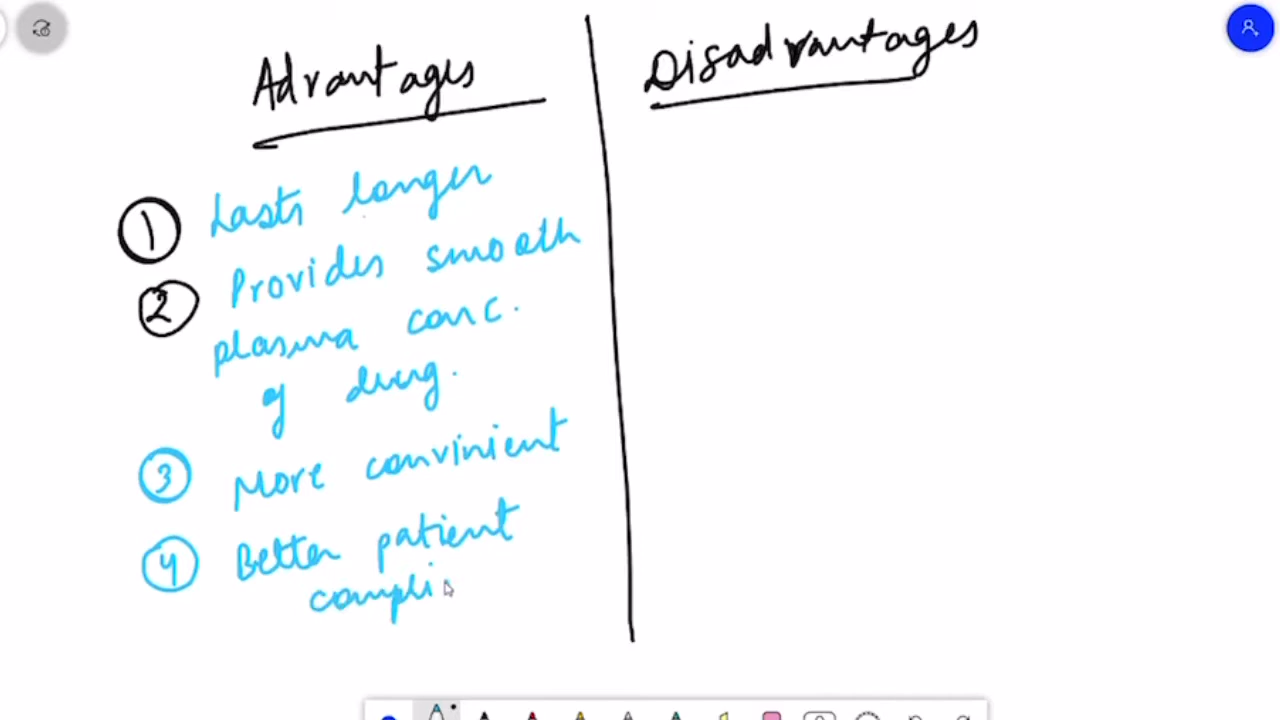 Advantages
Disadvantages
1 Lasts longer
2 Provides smooth
plasma conc.
of drug.
3 More convinient
4 Better patient
compli